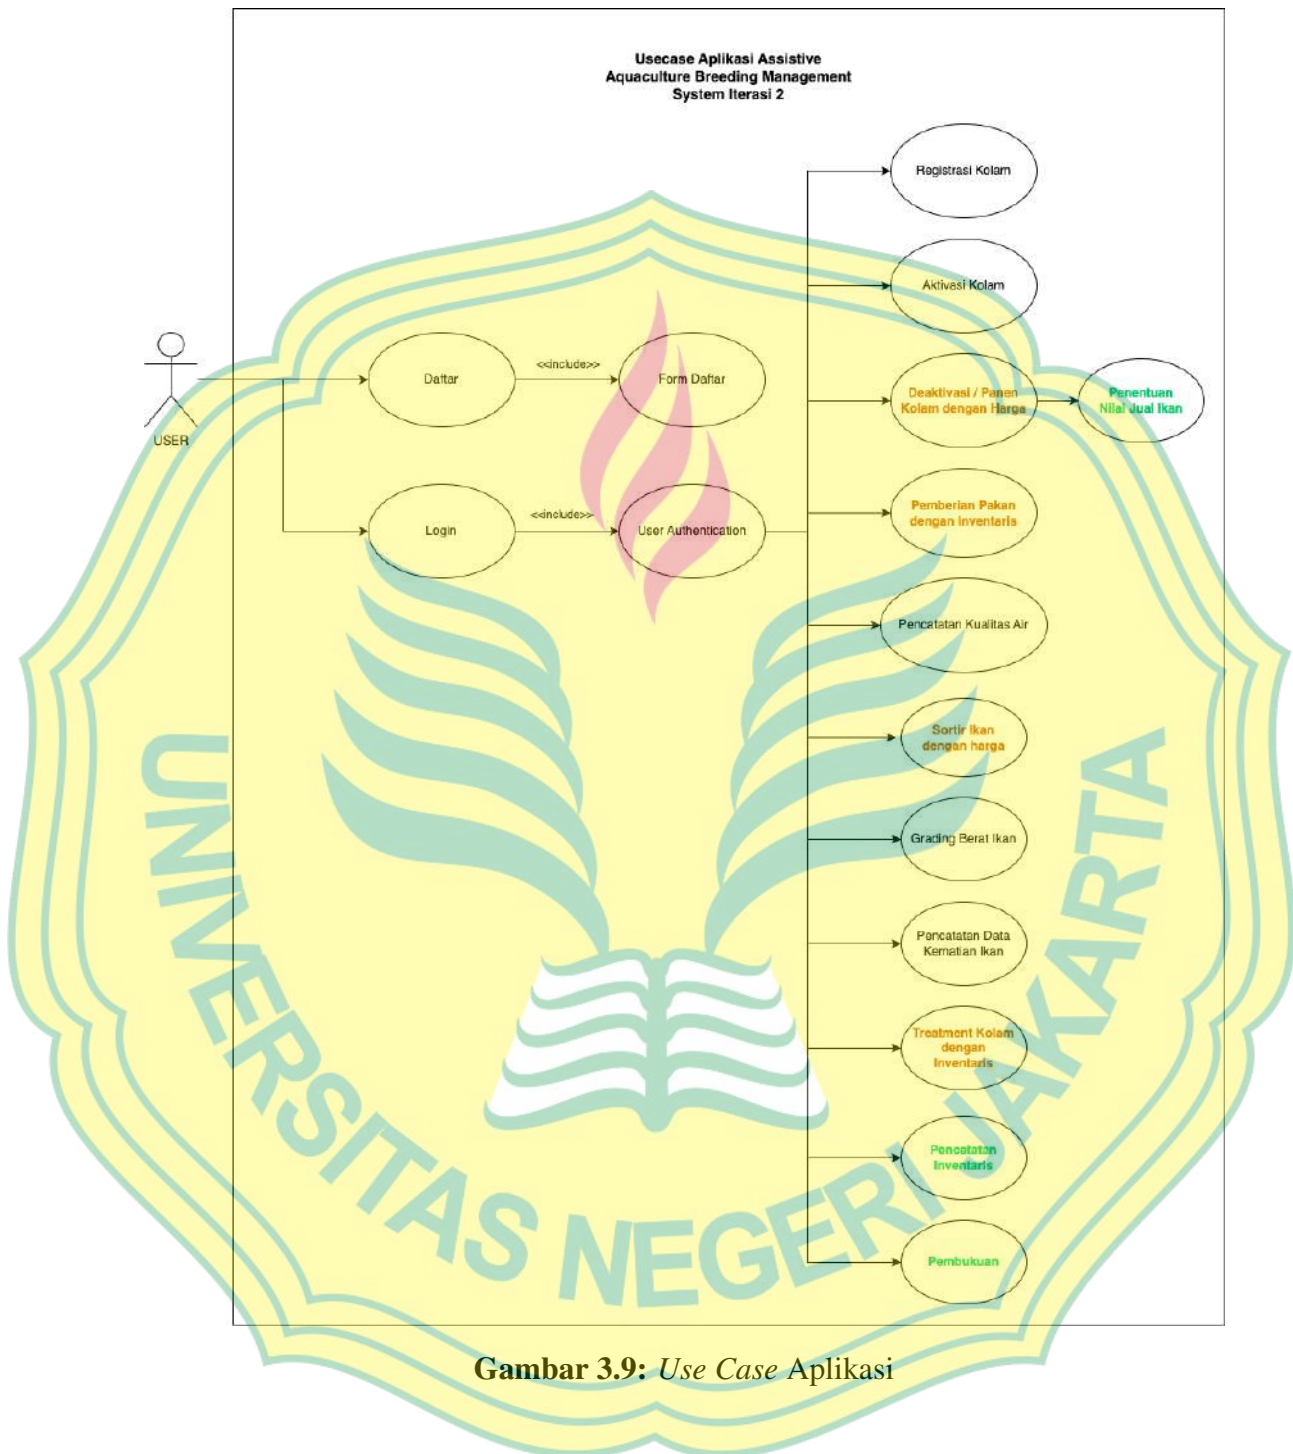 Usecase Aplikasi Assistive
Aquaculture Breeding Management
System Iterasi 2
Registrasi Kolam
Aktivasi Kolam
USER
Daftar
<<include>>
Form Daftar
Deaktivasi / Panen
Kolam dengan Harga
Penentuan
Nilai Jual Ikan
Login
<<include>>
User Authentication
Pemberian Pakan
dengan Inventaris
Pencatatan Kualitas Air
Sortir Ikan
dengan harga
Grading Berat Ikan
Pencatatan Data
Kematian Ikan
Treatment Kolam
dengan
Inventaris
Pencatatan
Inventaris
Pembukuan
UNIVERSITAS NEGERI JAKARTA
Gambar 3.9: Use Case Aplikasi